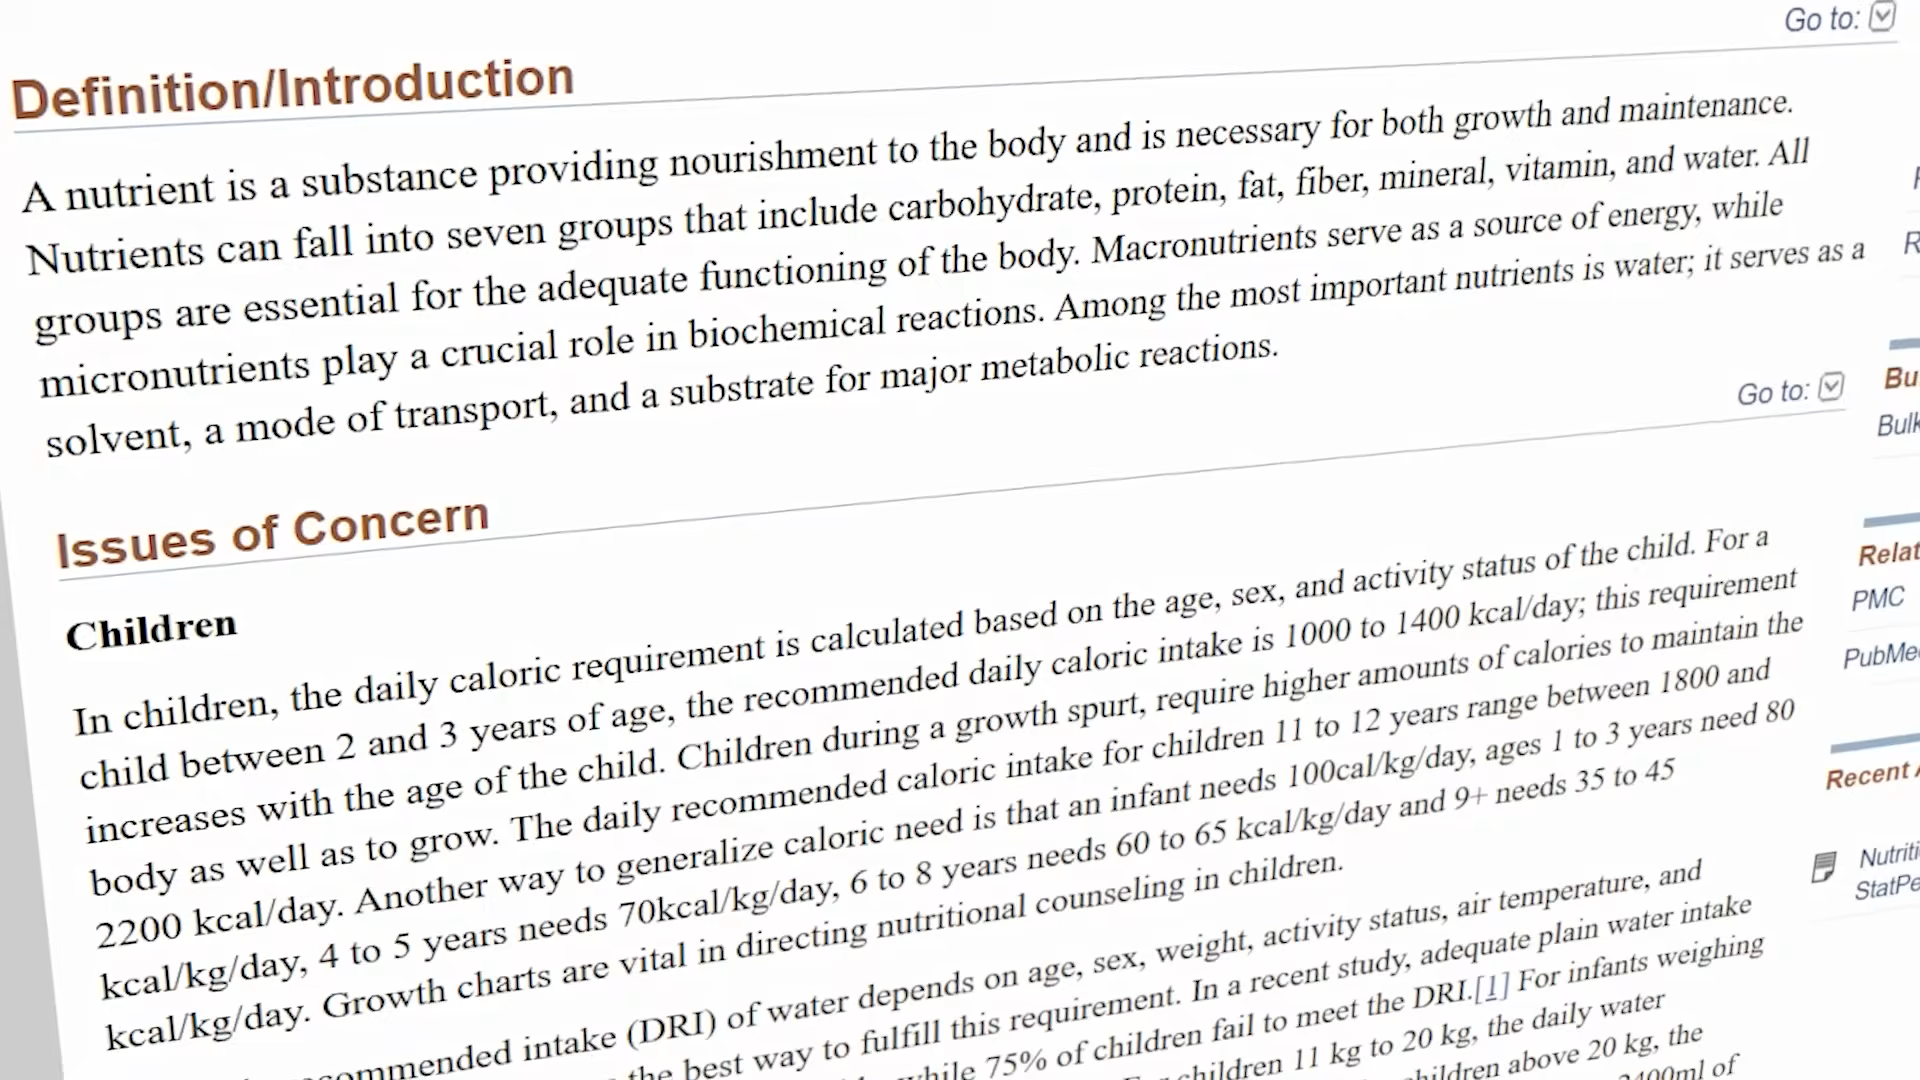 Go to:
Definition/Introduction
A nutrient is a substance providing nourishment to the body and is necessary for both growth and maintenance.
Nutrients can fall into seven groups that include carbohydrate, protein, fat, fiber, mineral, vitamin, and water. All
groups are essential for the adequate functioning of the body. Macronutrients serve as a source of energy, while
micronutrients play a crucial role in biochemical reactions. Among the most important nutrients is water; it serves as a
solvent, a mode of transport, and a substrate for major metabolic reactions.
Go to:
Issues of Concern
Children
In children, the daily caloric requirement is calculated based on the age, sex, and activity status of the child. For a
child between 2 and 3 years of age, the recommended daily caloric intake is 1000 to 1400 kcal/day; this requirement
increases with the age of the child. Children during a growth spurt, require higher amounts of calories to maintain the
body as well as to grow. The daily recommended caloric intake for children 11 to 12 years range between 1800 and
2200 kcal/day. Another way to generalize caloric need is that an infant needs 100cal/kg/day, ages 1 to 3 years need 80
kcal/kg/day, 4 to 5 years needs 70kcal/kg/day, 6 to 8 years needs 60 to 65 kcal/kg/day and 9+ needs 35 to 45
kcal/kg/day. Growth charts are vital in directing nutritional counseling in children.
intake (DRI) of water depends on age, sex, weight, activity status, air temperature, and
the best way to fulfill this requirement. In a recent study, adequate plain water intake
while 75% of children fail to meet the DRI.[1] For infants weighing
children 11 kg to 20 kg, the daily water
children above 20 kg, the
2400ml of
Bulk
PMC
Recent